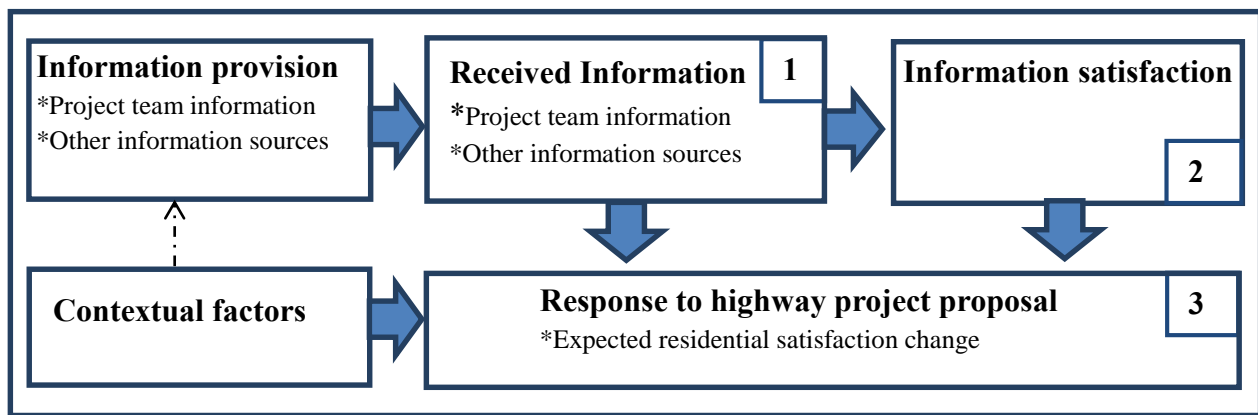 Information provision
*Project team information
*Other information sources
Received Information
1
*Project team information
*Other information sources
Information satisfaction
2
Contextual factors
Response to highway project proposal
3
*Expected residential satisfaction change